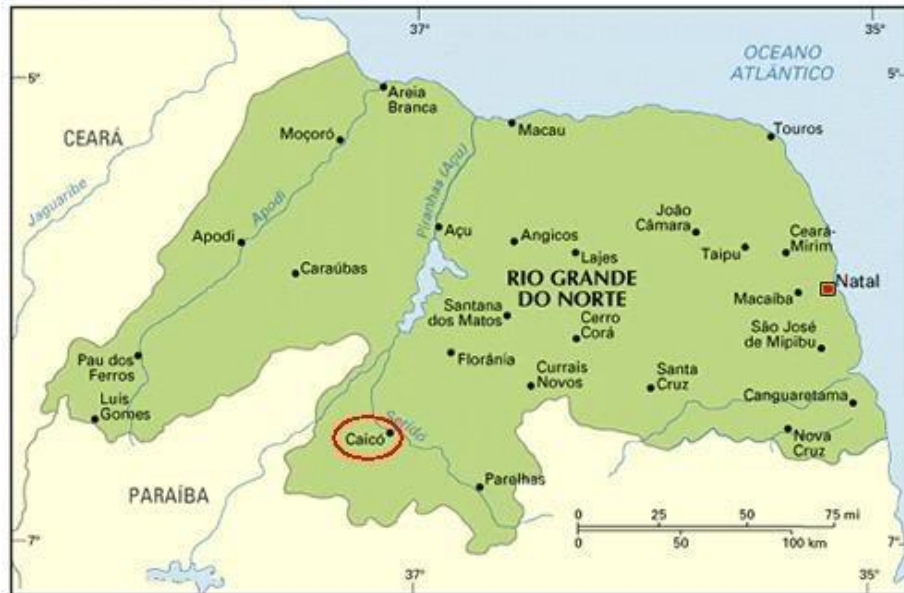 37°
35°
OCEANO
ATLÂNTICO
5°
5°
Areia
Branca
CEARÁ
Moçoró
Macau
Touros
Jaguaribe
Apodi
Piranhas (Açu)
João
Câmara
Apodi
Açu
Angicos
Ceará-
Mirim
Taipu
Lajes
Caraúbas
RIO GRANDE
DO NORTE
Natal
Macaíba
Santana
dos Matos
Cerro
Corá
São José
de Mipibu
Pau dos
Ferros
Florânia
Currais
Novos
Santa
Cruz
Luis
Gomes
Canguaretama
Seridó
Caicó
Nova
Cruz
Parelhas
PARAÍBA
0 25 50 75 mi
0 50 100 km
7°
7°
37°
35°